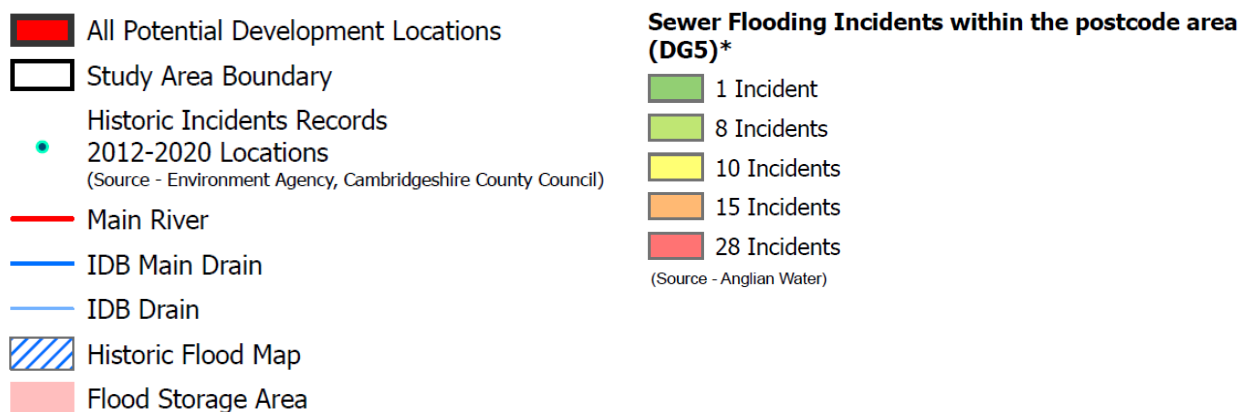 All Potential Development Locations
Study Area Boundary
Historic Incidents Records
2012-2020 Locations
(Source - Environment Agency, Cambridgeshire County Council)
Main River
IDB Main Drain
IDB Drain
Historic Flood Map
Flood Storage Area
Sewer Flooding Incidents within the postcode area
(DG5)*
1 Incident
8 Incidents
10 Incidents
15 Incidents
28 Incidents
(Source - Anglian Water)